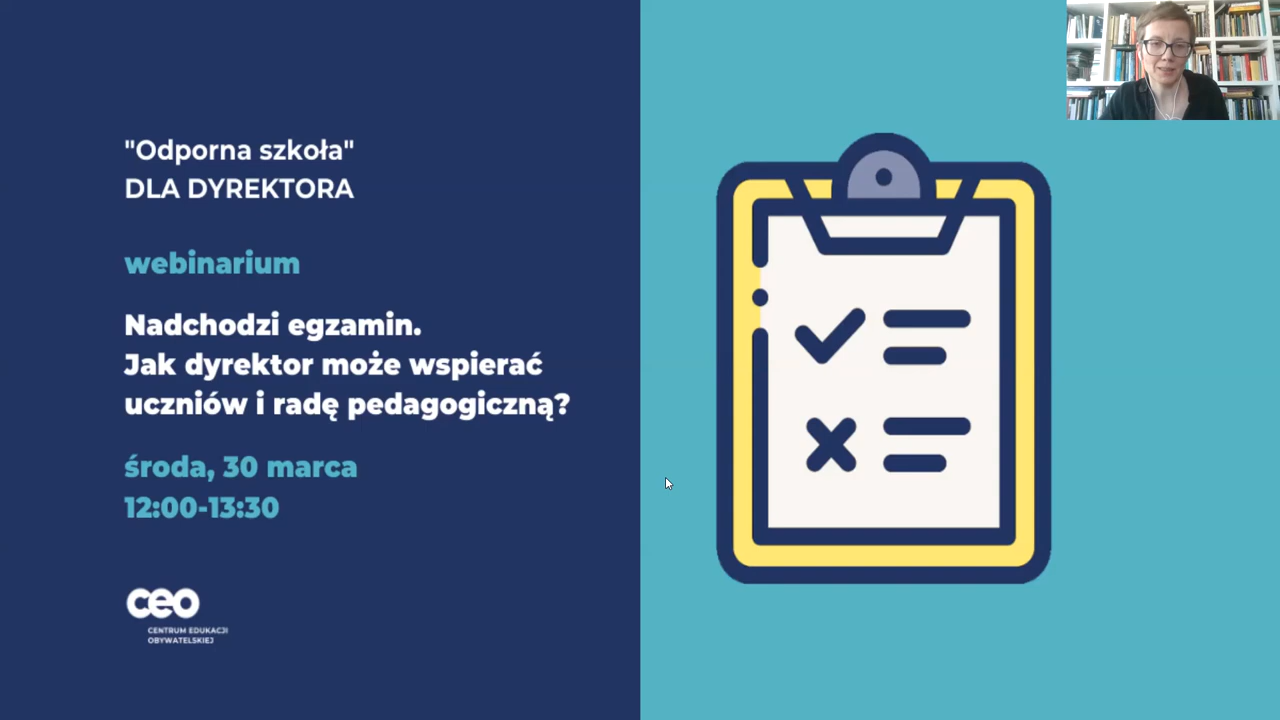 "Odporna szkoła"
DLA DYREKTORA
webinarium
Nadchodzi egzamin.
Jak dyrektor może wspierać
uczniów i radę pedagogiczną?
środa, 30 marca
12:00-13:30
ceo
CENTRUM EDUKACJI
OBYWATELSKIEJ